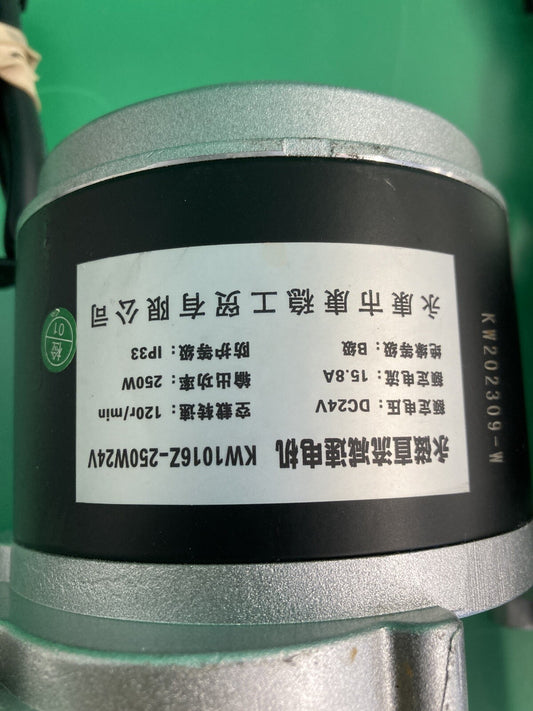 永磁直流减速电机 KW1016Z-250W24V
额定电压：DC24V 空载转速：120r/min
额定电流：15.8A 输出功率：250W
绝缘等级：B级 防护等级：IP33
永康市康稳工贸有限公司
KW202309-W
检
01